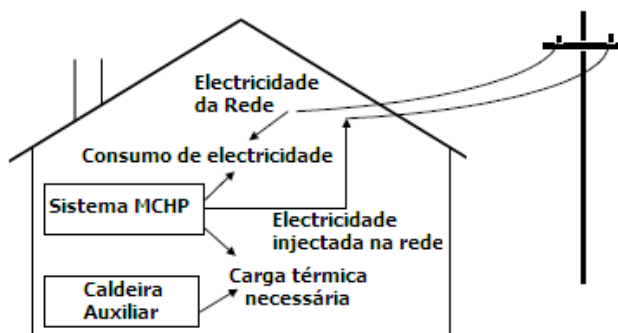 Electricidade
da Rede
Consumo de electricidade
Sistema MCHP
Electricidade
injectada na rede
Carga térmica
necessária
Caldeira
Auxiliar